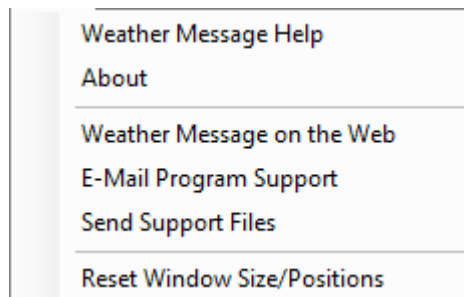 Weather Message Help
About
Weather Message on the Web
E-Mail Program Support
Send Support Files
Reset Window Size/Positions